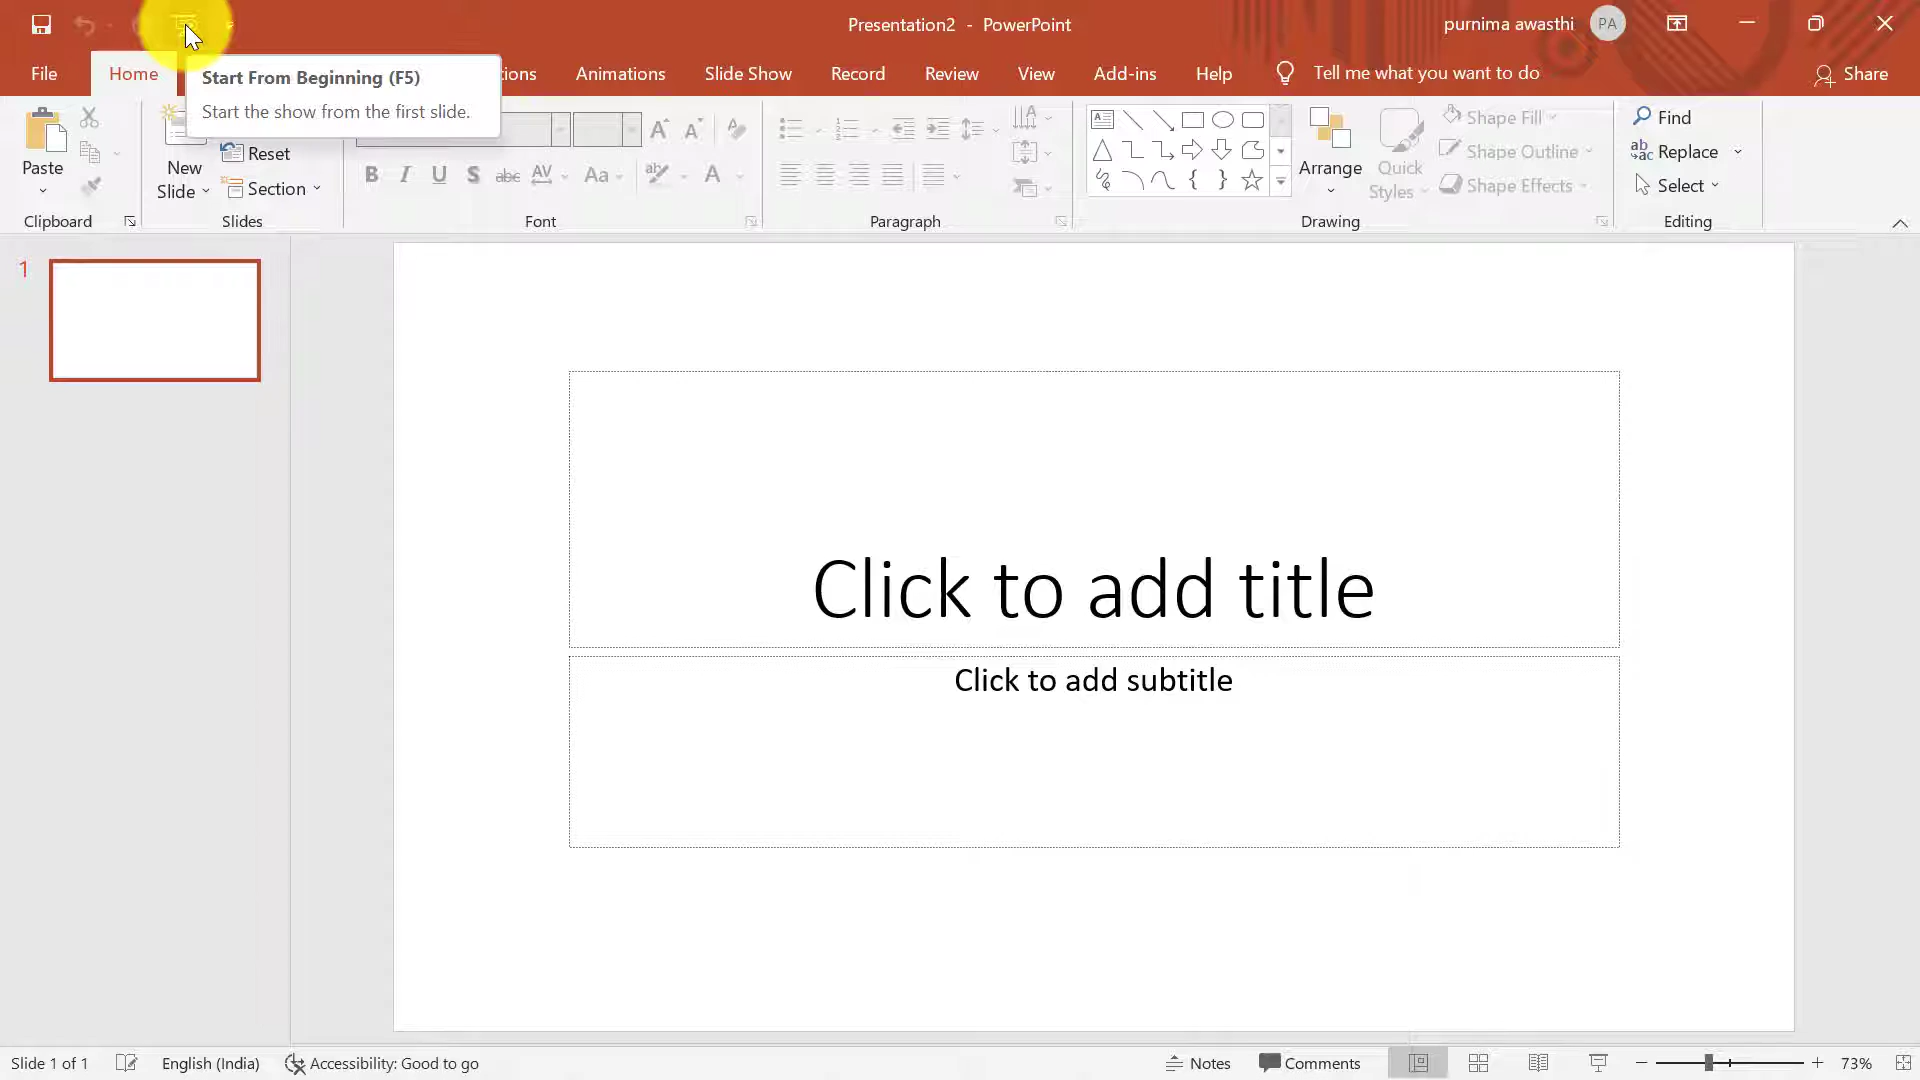 Presentation2 - PowerPoint
purnima awasthi
PA
File
Home
Animations
Slide Show
Record
Review
View
Add-ins
Help
Tell me what you want to do
Share
Start From Beginning (F5)
Start the show from the first slide.
Paste
Clipboard
New
Slide
Reset
Section
Slides
B I U S abc AV Aa A
Font
Paragraph
Arrange
Quick
Styles
Shape Fill
Shape Outline
Shape Effects
Drawing
Find
Replace
Select
Editing
1
Click to add title
Click to add subtitle
Slide 1 of 1
English (India)
Accessibility: Good to go
Notes
Comments
73%